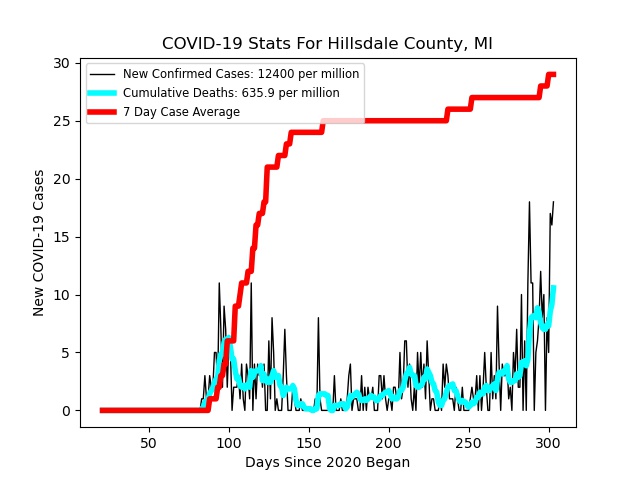 COVID-19 Stats For Hillsdale County, MI
New Confirmed Cases: 12400 per million
Cumulative Deaths: 635.9 per million
7 Day Case Average
New COVID-19 Cases
30
25
20
15
10
5
0
50 100 150 200 250 300
Days Since 2020 Began